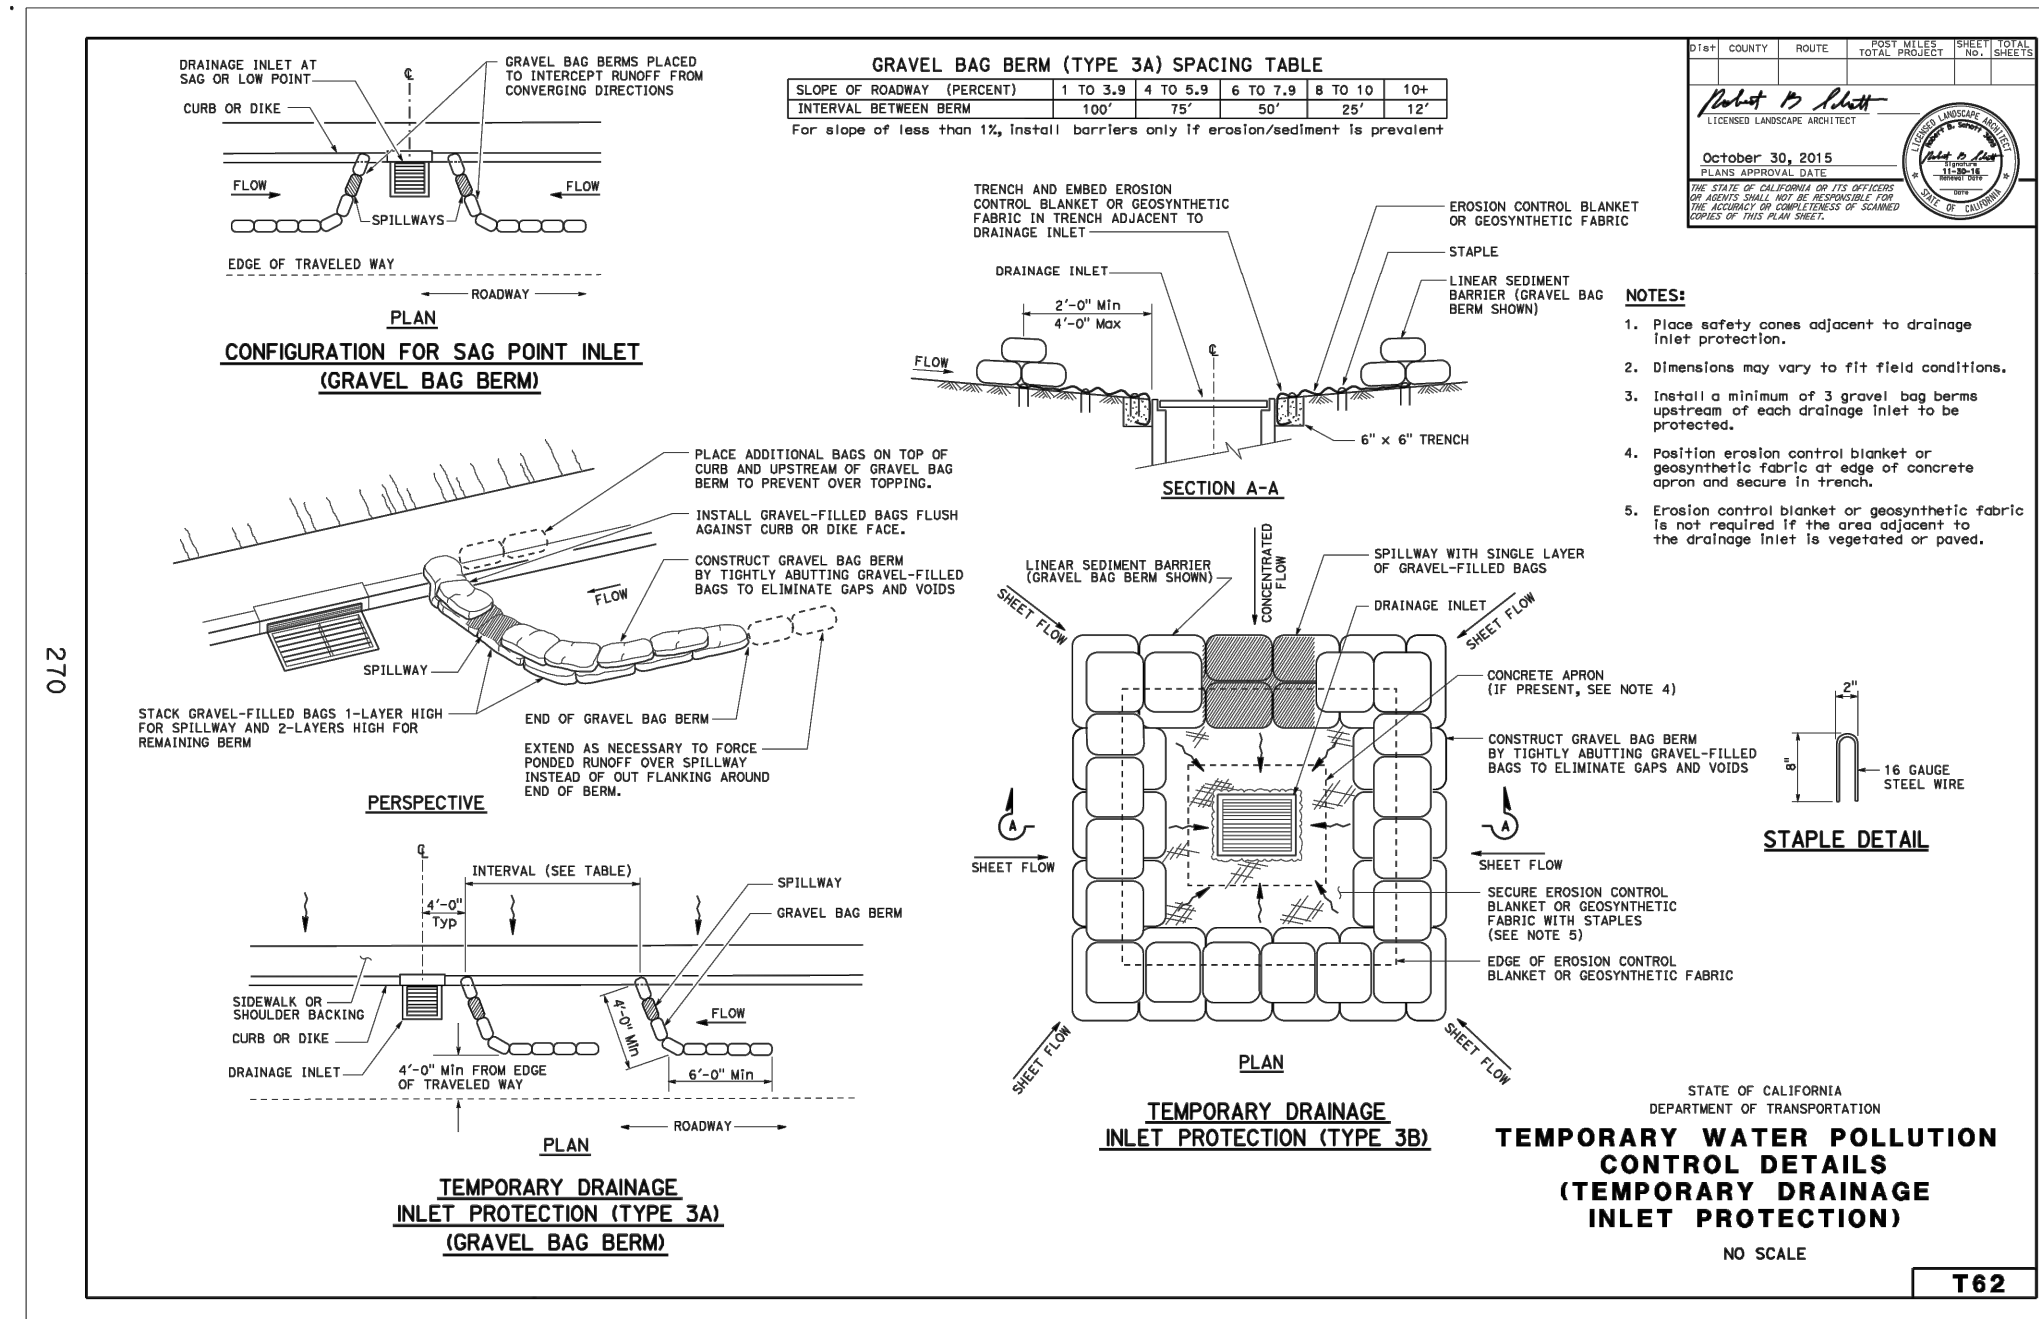 DRAINAGE INLET AT
SAG OR LOW POINT
CURB OR DIKE
℄
GRAVEL BAG BERMS PLACED
TO INTERCEPT RUNOFF FROM
CONVERGING DIRECTIONS
FLOW
FLOW
SPILLWAYS
EDGE OF TRAVELED WAY
ROADWAY
PLAN
CONFIGURATION FOR SAG POINT INLET
(GRAVEL BAG BERM)
GRAVEL BAG BERM (TYPE 3A) SPACING TABLE
SLOPE OF ROADWAY (PERCENT) 1 TO 3.9 4 TO 5.9 6 TO 7.9 8 TO 10 10+
INTERVAL BETWEEN BERM 100' 75' 50' 25' 12'
For slope of less than 1%, install barriers only if erosion/sediment is prevalent
Dist COUNTY ROUTE POST MILES TOTAL PROJECT SHEET No. TOTAL SHEETS
Robert B Schott
LICENSED LANDSCAPE ARCHITECT
October 30, 2015
PLANS APPROVAL DATE
THE STATE OF CALIFORNIA OR ITS OFFICERS
OR AGENTS SHALL NOT BE RESPONSIBLE FOR
THE ACCURACY OR COMPLETENESS OF SCANNED
COPIES OF THIS PLAN SHEET.
LICENSED LANDSCAPE ARCHITECT
Robert B. Schott
Robert B Schott
Signature
11-30-16
Renewal Date
Date
STATE OF CALIFORNIA
TRENCH AND EMBED EROSION
CONTROL BLANKET OR GEOSYNTHETIC
FABRIC IN TRENCH ADJACENT TO
DRAINAGE INLET
DRAINAGE INLET
2'-0" Min
4'-0" Max
FLOW
℄
EROSION CONTROL BLANKET
OR GEOSYNTHETIC FABRIC
STAPLE
LINEAR SEDIMENT
BARRIER (GRAVEL BAG
BERM SHOWN)
6" x 6" TRENCH
SECTION A-A
NOTES:
1. Place safety cones adjacent to drainage
inlet protection.
2. Dimensions may vary to fit field conditions.
3. Install a minimum of 3 gravel bag berms
upstream of each drainage inlet to be
protected.
4. Position erosion control blanket or
geosynthetic fabric at edge of concrete
apron and secure in trench.
5. Erosion control blanket or geosynthetic fabric
is not required if the area adjacent to
the drainage inlet is vegetated or paved.
PLACE ADDITIONAL BAGS ON TOP OF
CURB AND UPSTREAM OF GRAVEL BAG
BERM TO PREVENT OVER TOPPING.
INSTALL GRAVEL-FILLED BAGS FLUSH
AGAINST CURB OR DIKE FACE.
CONSTRUCT GRAVEL BAG BERM
BY TIGHTLY ABUTTING GRAVEL-FILLED
BAGS TO ELIMINATE GAPS AND VOIDS
FLOW
SPILLWAY
STACK GRAVEL-FILLED BAGS 1-LAYER HIGH
FOR SPILLWAY AND 2-LAYERS HIGH FOR
REMAINING BERM
END OF GRAVEL BAG BERM
EXTEND AS NECESSARY TO FORCE
PONDED RUNOFF OVER SPILLWAY
INSTEAD OF OUT FLANKING AROUND
END OF BERM.
PERSPECTIVE
270
℄
INTERVAL (SEE TABLE)
4'-0"
Typ
SPILLWAY
GRAVEL BAG BERM
SIDEWALK OR
SHOULDER BACKING
CURB OR DIKE
DRAINAGE INLET
4'-0" Min
FLOW
4'-0" Min FROM EDGE
OF TRAVELED WAY
6'-0" Min
ROADWAY
PLAN
TEMPORARY DRAINAGE
INLET PROTECTION (TYPE 3A)
(GRAVEL BAG BERM)
LINEAR SEDIMENT BARRIER
(GRAVEL BAG BERM SHOWN)
CONCENTRATED
FLOW
SPILLWAY WITH SINGLE LAYER
OF GRAVEL-FILLED BAGS
DRAINAGE INLET
SHEET FLOW
SHEET FLOW
CONCRETE APRON
(IF PRESENT, SEE NOTE 4)
CONSTRUCT GRAVEL BAG BERM
BY TIGHTLY ABUTTING GRAVEL-FILLED
BAGS TO ELIMINATE GAPS AND VOIDS
A
A
SHEET FLOW
SHEET FLOW
SECURE EROSION CONTROL
BLANKET OR GEOSYNTHETIC
FABRIC WITH STAPLES
(SEE NOTE 5)
EDGE OF EROSION CONTROL
BLANKET OR GEOSYNTHETIC FABRIC
SHEET FLOW
SHEET FLOW
PLAN
TEMPORARY DRAINAGE
INLET PROTECTION (TYPE 3B)
2"
8"
16 GAUGE
STEEL WIRE
STAPLE DETAIL
STATE OF CALIFORNIA
DEPARTMENT OF TRANSPORTATION
TEMPORARY WATER POLLUTION
CONTROL DETAILS
(TEMPORARY DRAINAGE
INLET PROTECTION)
NO SCALE
T62